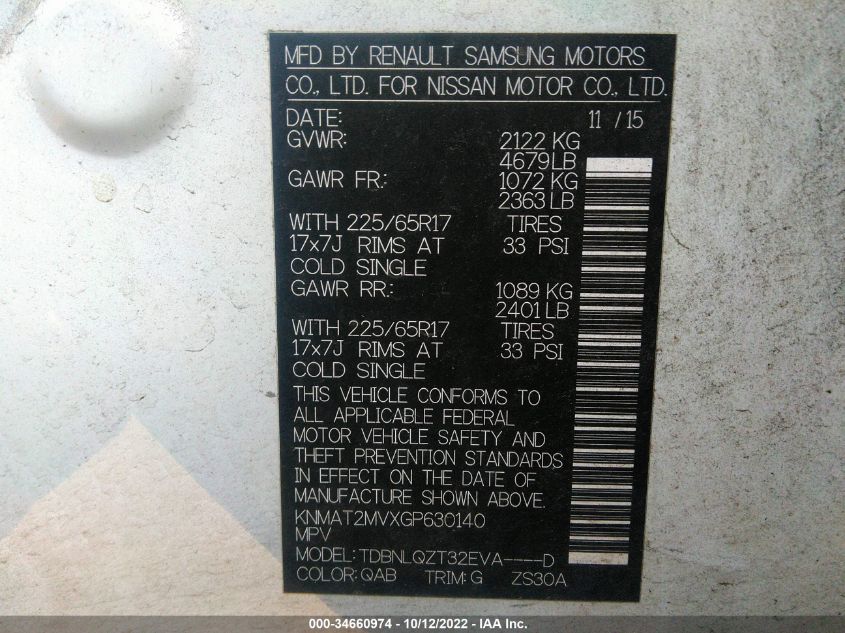 MFD BY RENAULT SAMSUNG MOTORS
CO., LTD. FOR NISSAN MOTOR CO., LTD.
DATE: 11 / 15
GVWR: 2122 KG
4679 LB
GAWR FR.: 1072 KG
2363 LB
WITH 225/65R17 TIRES
17x7J RIMS AT 33 PSI
COLD SINGLE
GAWR RR.: 1089 KG
2401 LB
WITH 225/65R17 TIRES
17x7J RIMS AT 33 PSI
COLD SINGLE
THIS VEHICLE CONFORMS TO
ALL APPLICABLE FEDERAL
MOTOR VEHICLE SAFETY AND
THEFT PREVENTION STANDARDS
IN EFFECT ON THE DATE OF
MANUFACTURE SHOWN ABOVE.
KNMAT2MVXGP630140
MPV
MODEL: TDBNLQZT32EVA----D
COLOR: QAB TRIM: G ZS30A
000-34660974 - 10/12/2022 - IAA Inc.